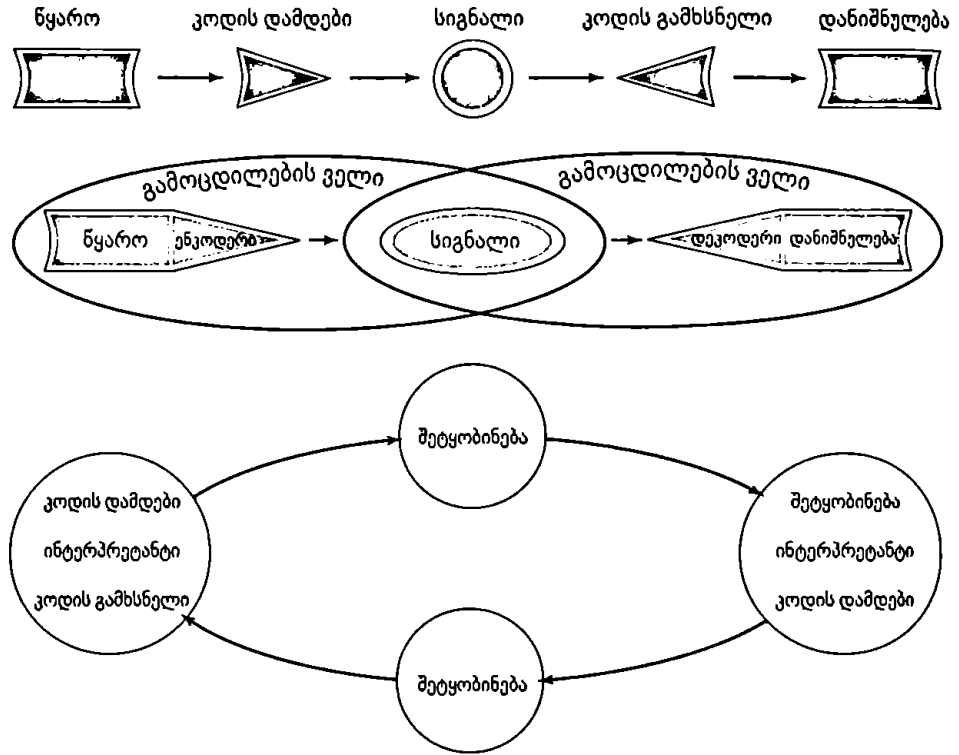 წყარო კოდის დამდები სიგნალი კოდის გამხსნელი დანიშნულება
გამოცდილების ველი გამოცდილების ველი
წყარო ენკოდერი სიგნალი დეკოდერი დანიშნულება
შეტყობინება
კოდის დამდები
ინტერპრეტანტი
კოდის გამხსნელი
შეტყობინება
ინტერპრეტანტი
კოდის დამდები
შეტყობინება